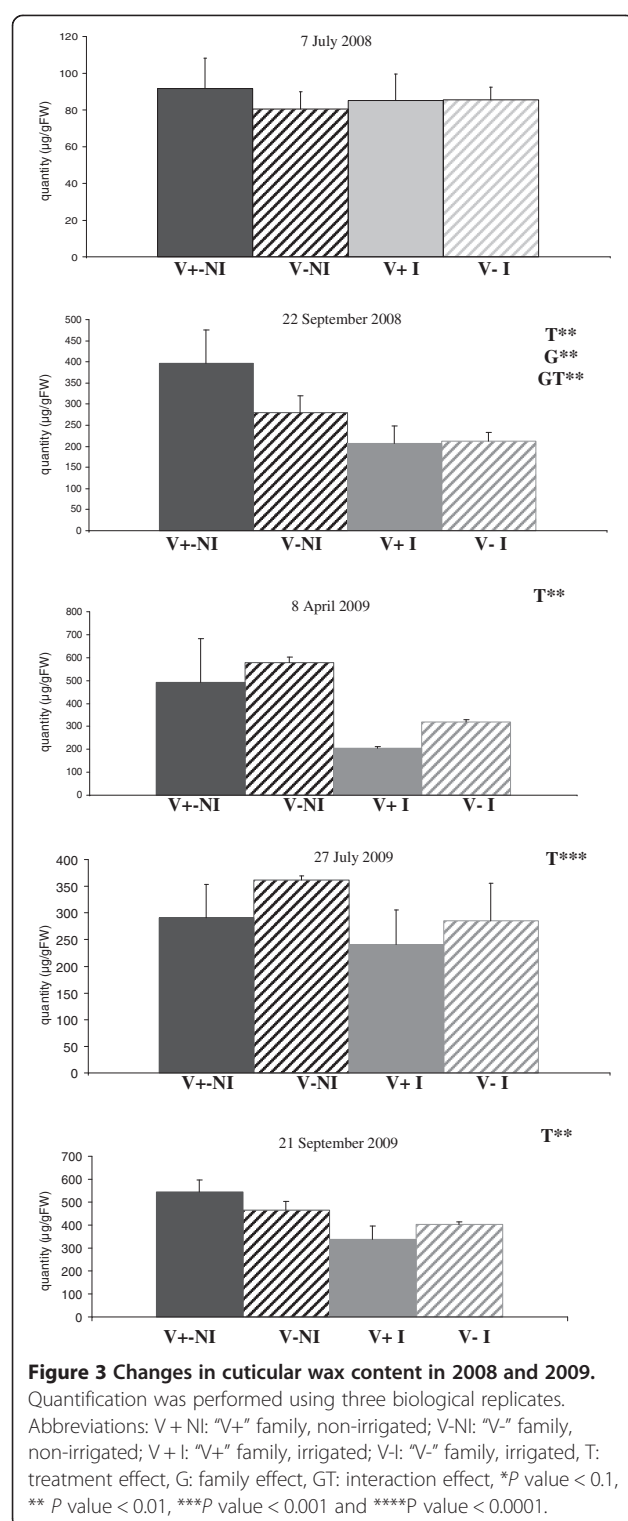 7 July 2008
quantity (µg/gFW)
120
100
80
60
40
20
0
V+-NI V-NI V+ I V- I
22 September 2008
T**
G**
GT**
quantity (µg/gFW)
500
450
400
350
300
250
200
150
100
50
0
V+-NI V-NI V+ I V- I
8 April 2009
T**
quantity (µg/gFW)
800
700
600
500
400
300
200
100
0
V+-NI V-NI V+ I V- I
27 July 2009
T***
quantity (µg/gFW)
400
350
300
250
200
150
100
50
0
V+-NI V-NI V+ I V- I
21 September 2009
T**
quantity (µg/gFW)
700
600
500
400
300
200
100
0
V+-NI V-NI V+ I V- I
Figure 3 Changes in cuticular wax content in 2008 and 2009.
Quantification was performed using three biological replicates.
Abbreviations: V + NI: “V+” family, non-irrigated; V-NI: “V-” family,
non-irrigated; V + I: “V+” family, irrigated; V-I: “V-” family, irrigated, T:
treatment effect, G: family effect, GT: interaction effect, *P value < 0.1,
** P value < 0.01, ***P value < 0.001 and ****P value < 0.0001.